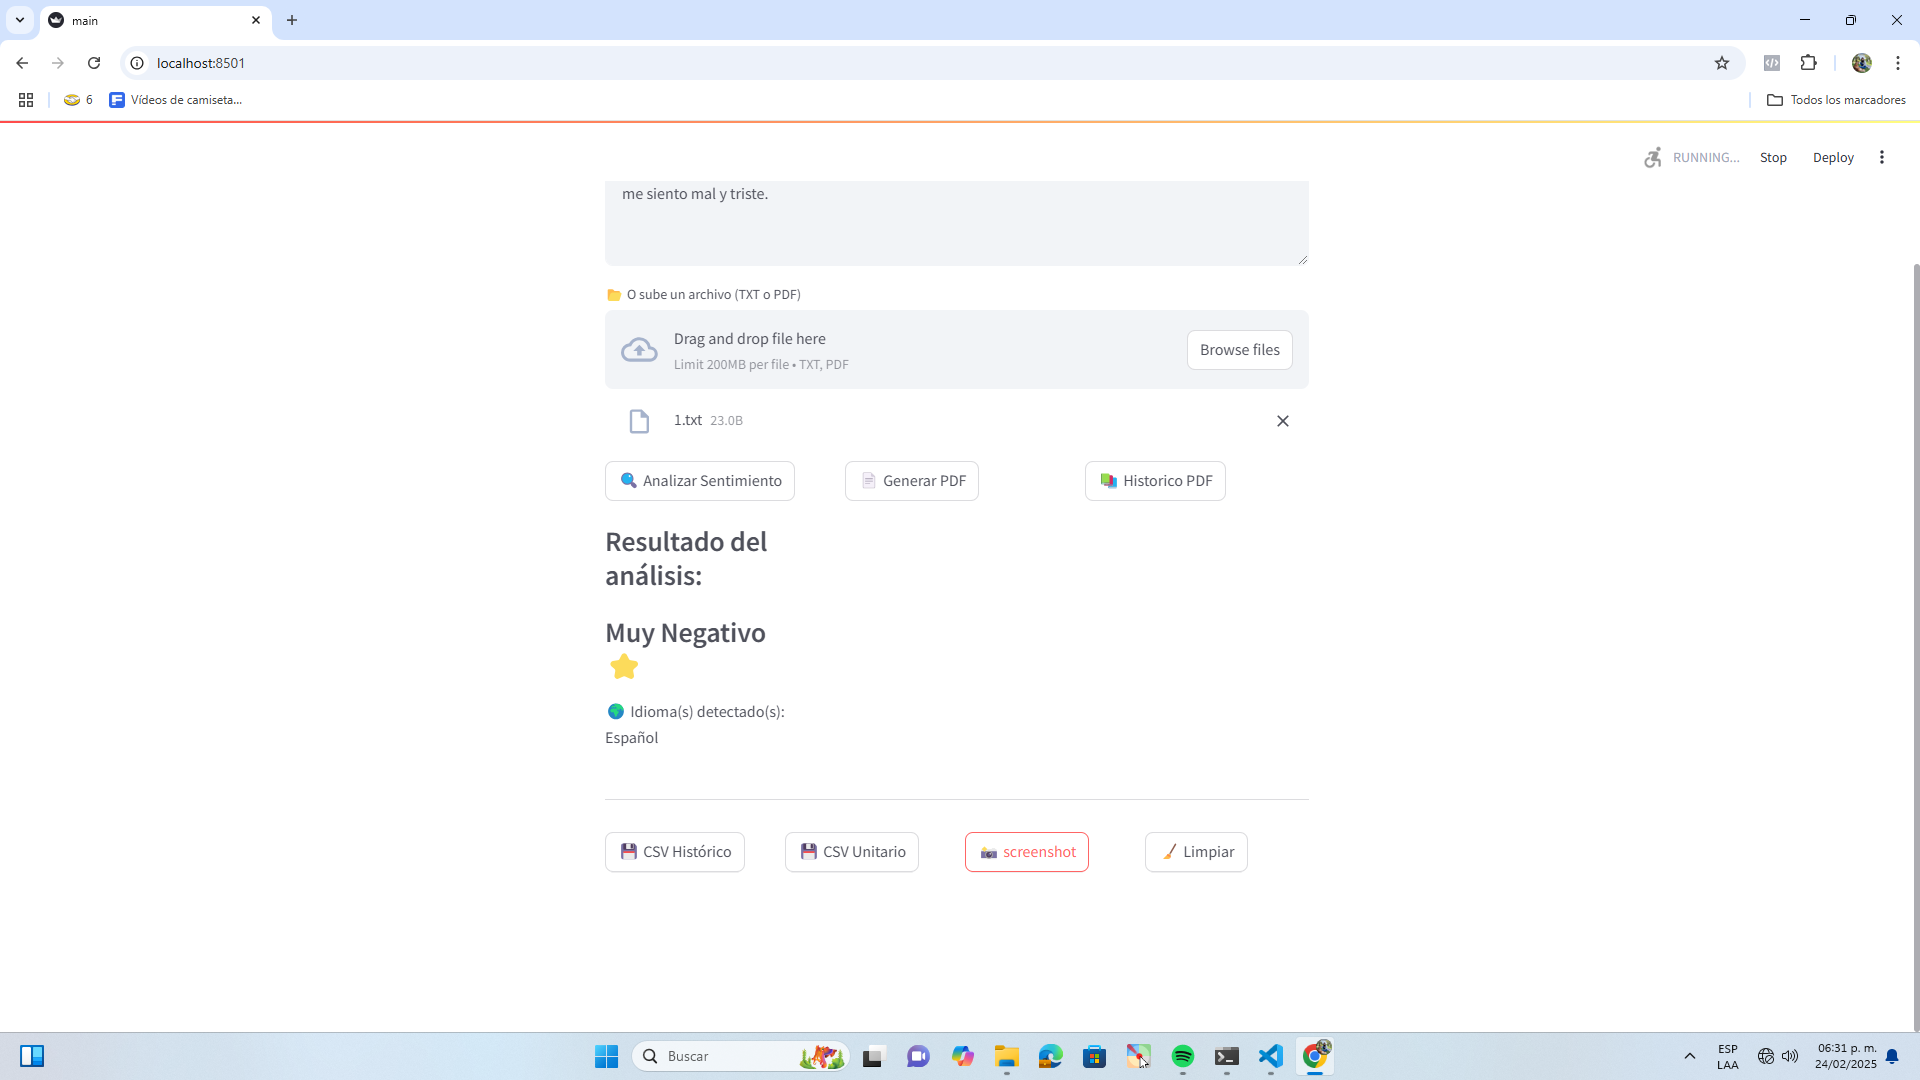 main
localhost:8501
6
Vídeos de camiseta...
Todos los marcadores
RUNNING...
Stop
Deploy
me siento mal y triste.
O sube un archivo (TXT o PDF)
Drag and drop file here
Limit 200MB per file • TXT, PDF
Browse files
1.txt 23.0B
Analizar Sentimiento
Generar PDF
Historico PDF
Resultado del
análisis:
Muy Negativo
Idioma(s) detectado(s):
Español
CSV Histórico
CSV Unitario
screenshot
Limpiar
Buscar
ESP
LAA
06:31 p. m.
24/02/2025